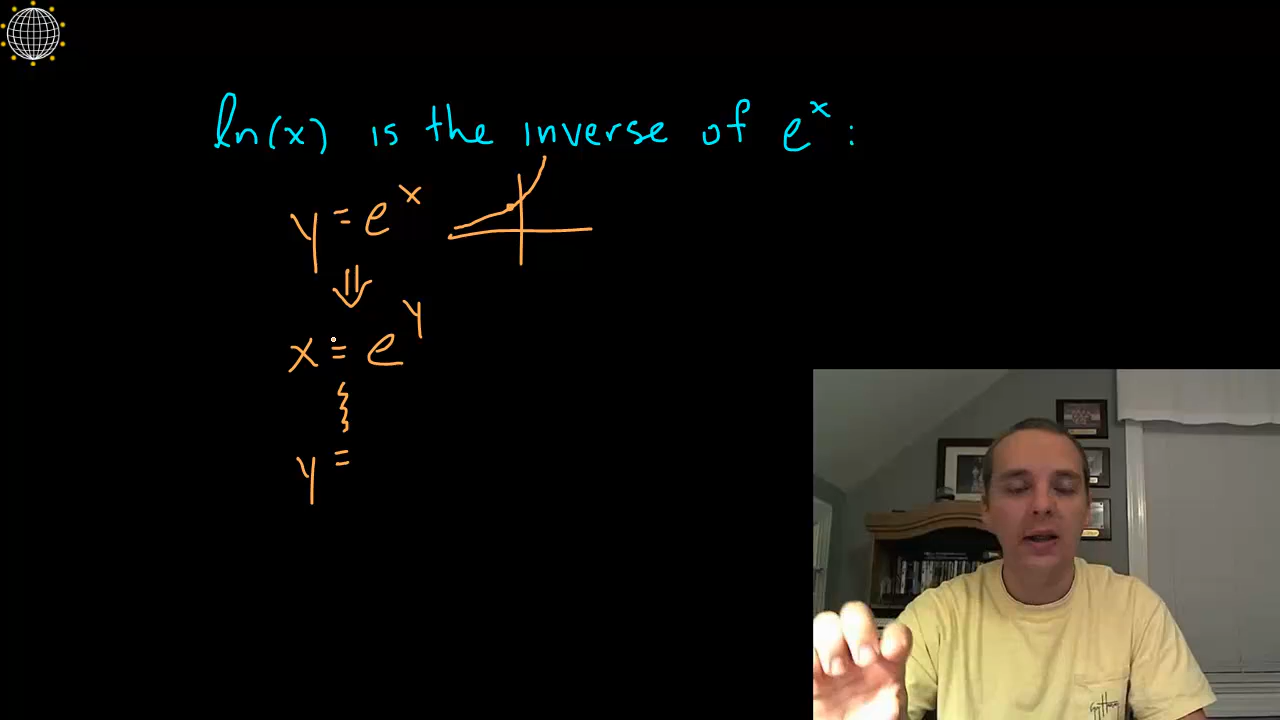 ln(x) is the inverse of e^x:
y = e^x
⇓
x = e^y
y =